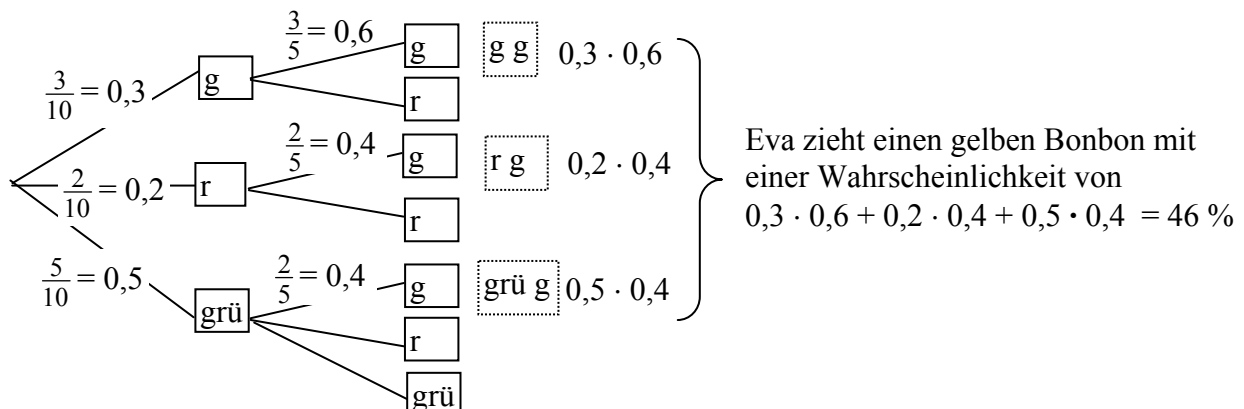 3/5 = 0,6
g
g g
0,3 · 0,6
3/10 = 0,3
g
r
2/5 = 0,4
g
r g
0,2 · 0,4
2/10 = 0,2
r
r
5/10 = 0,5
2/5 = 0,4
g
grü g
0,5 · 0,4
grü
r
grü
Eva zieht einen gelben Bonbon mit
einer Wahrscheinlichkeit von
0,3 · 0,6 + 0,2 · 0,4 + 0,5 · 0,4 = 46 %